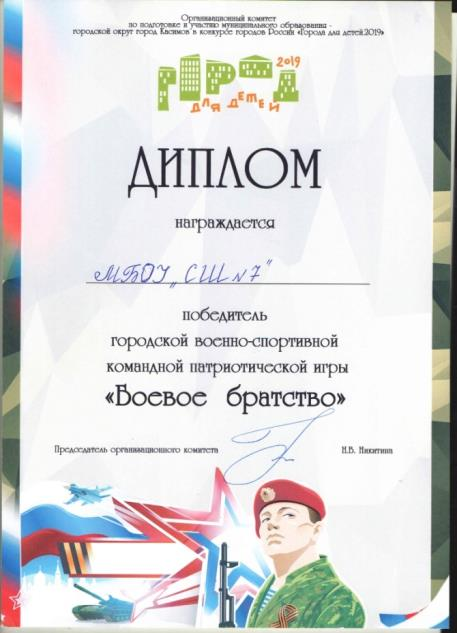 Организационный комитет
по подготовке и участию муниципального образования -
городской округ город Касимов в конкурсе городов России «Города для детей.2019»
2019
ГОРОД
ДЛЯ ДЕТЕЙ
ДИПЛОМ
награждается
МБОУ „СШ №7"
победитель
городской военно-спортивной
командной патриотической игры
«Боевое братство»
Председатель организационного комитета Н.В. Никитина